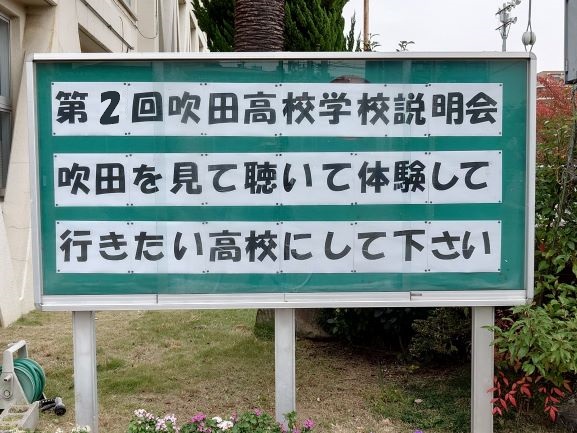 第2回吹田高校学校説明会
吹田を見て聴いて体験して
行きたい高校にして下さい